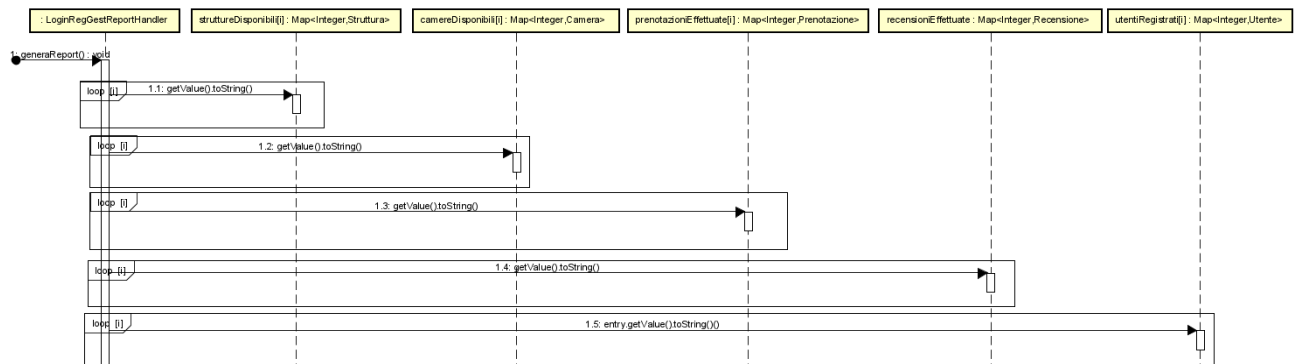 : LoginRegGestReportHandler
struttureDisponibili[i] : Map<Integer,Struttura>
camereDisponibili[i] : Map<Integer,Camera>
prenotazioniEffettuate[i] : Map<Integer,Prenotazione>
recensioniEffettuate : Map<Integer,Recensione>
utentiRegistrati[i] : Map<Integer,Utente>
1: generaReport() : void
loop [i]
1.1: getValue().toString()
loop [i]
1.2: getValue().toString()
loop [i]
1.3: getValue().toString()
loop [i]
1.4: getValue().toString()
loop [i]
1.5: entry.getValue().toString()()